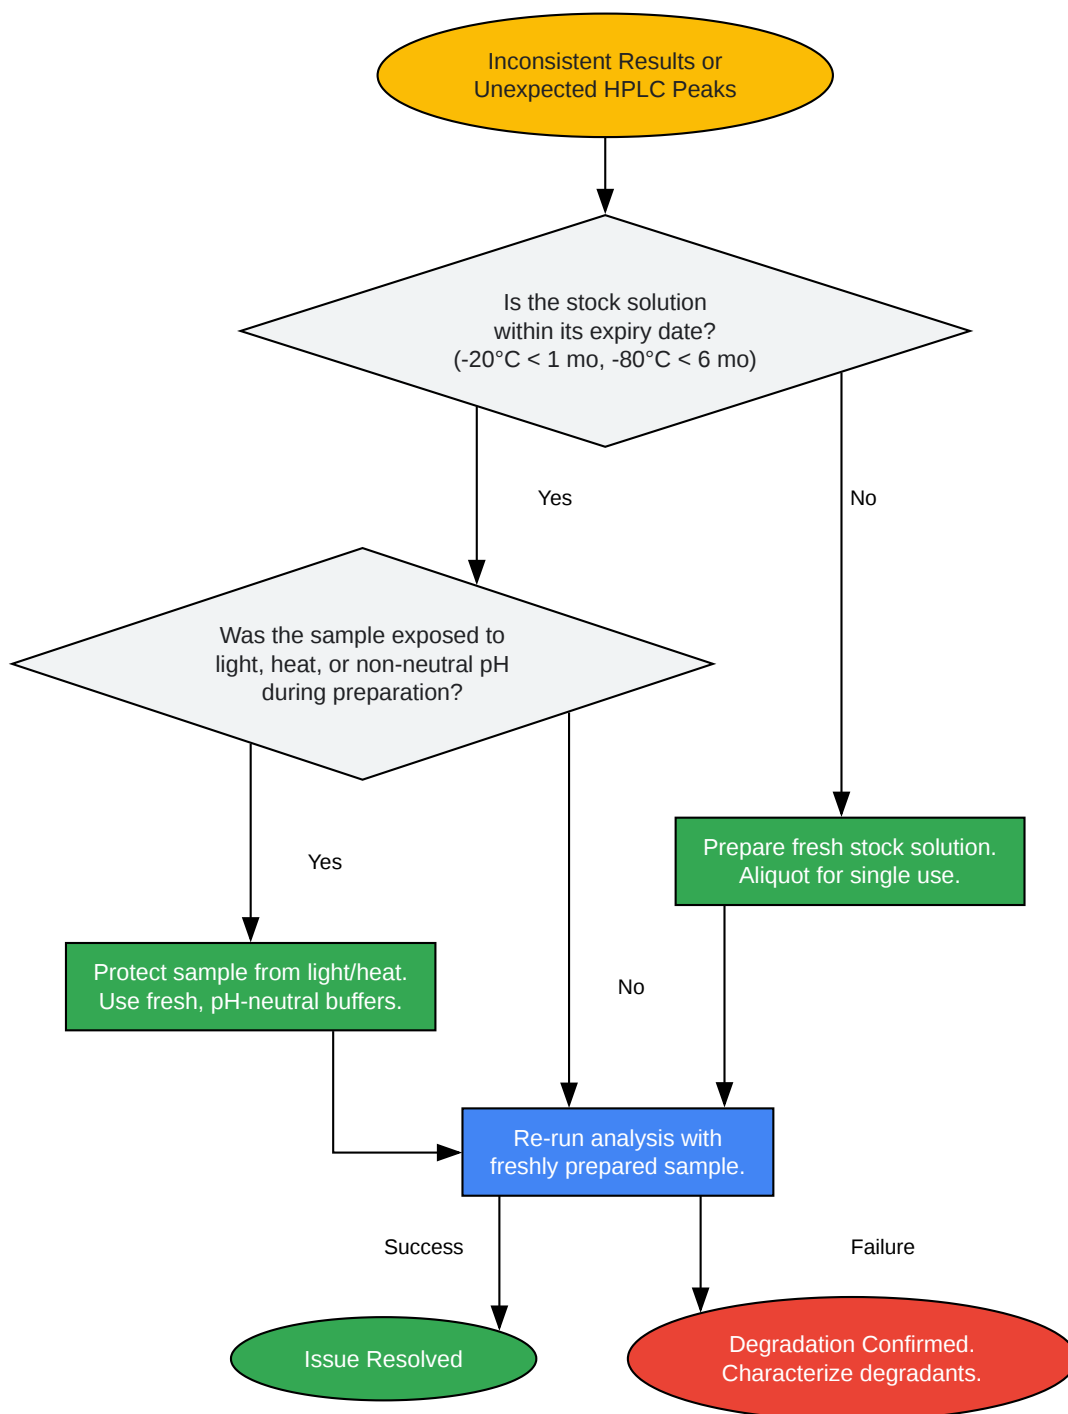 Inconsistent Results or
Unexpected HPLC Peaks
Is the stock solution
within its expiry date?
(-20°C < 1 mo, -80°C < 6 mo)
Yes
No
Was the sample exposed to
light, heat, or non-neutral pH
during preparation?
Yes
Prepare fresh stock solution.
Aliquot for single use.
Protect sample from light/heat.
Use fresh, pH-neutral buffers.
No
Re-run analysis with
freshly prepared sample.
Success
Failure
Issue Resolved
Degradation Confirmed.
Characterize degradants.